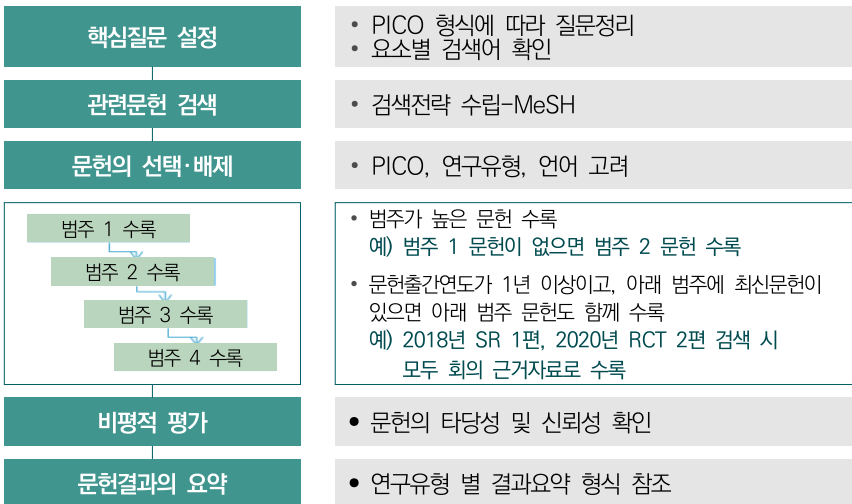 핵심질문 설정
• PICO 형식에 따라 질문정리
• 요소별 검색어 확인
관련문헌 검색
• 검색전략 수립-MeSH
문헌의 선택·배제
• PICO, 연구유형, 언어 고려
범주 1 수록
범주 2 수록
범주 3 수록
범주 4 수록
• 범주가 높은 문헌 수록
예) 범주 1 문헌이 없으면 범주 2 문헌 수록
• 문헌출간연도가 1년 이상이고, 아래 범주에 최신문헌이
있으면 아래 범주 문헌도 함께 수록
예) 2018년 SR 1편, 2020년 RCT 2편 검색 시
모두 회의 근거자료로 수록
비평적 평가
• 문헌의 타당성 및 신뢰성 확인
문헌결과의 요약
• 연구유형 별 결과요약 형식 참조